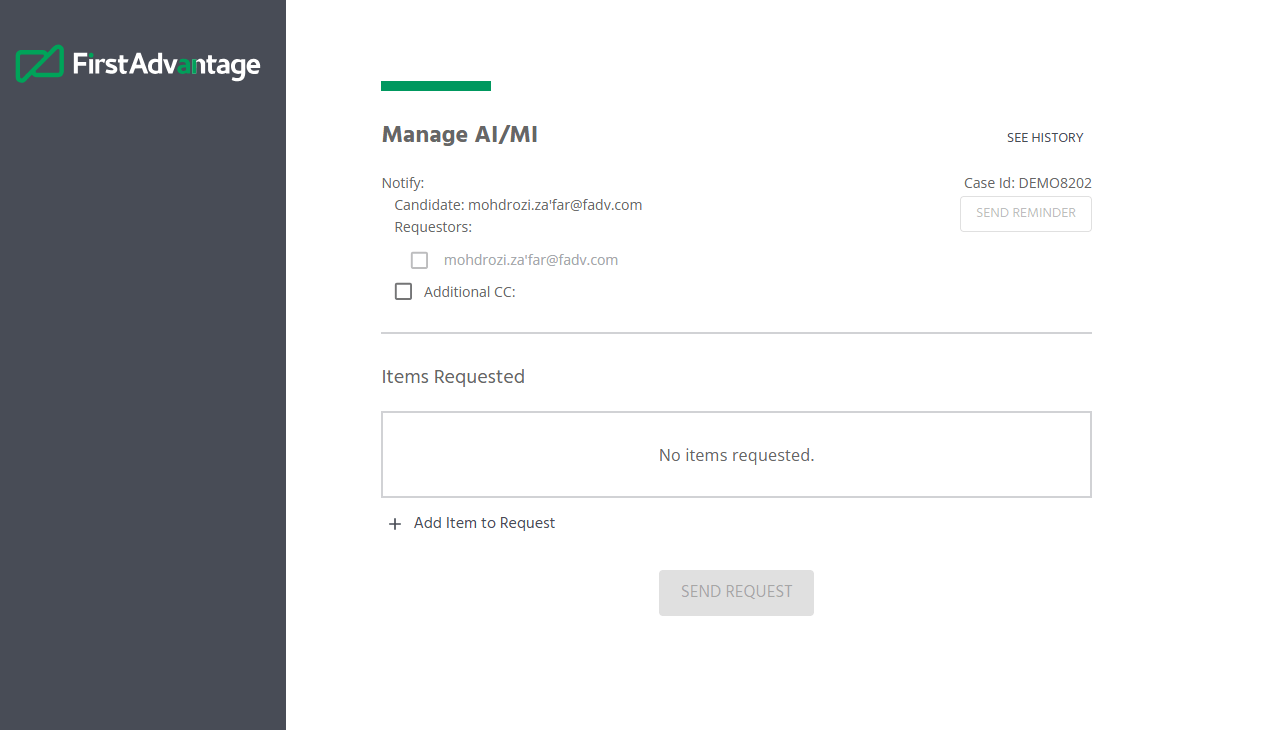 FirstAdvantage
Manage AI/MI
SEE HISTORY
Notify:
Case Id: DEMO8202
Candidate: mohdrozi.za'far@fadv.com
SEND REMINDER
Requestors:
mohdrozi.za'far@fadv.com
Additional CC:
Items Requested
No items requested.
+ Add Item to Request
SEND REQUEST